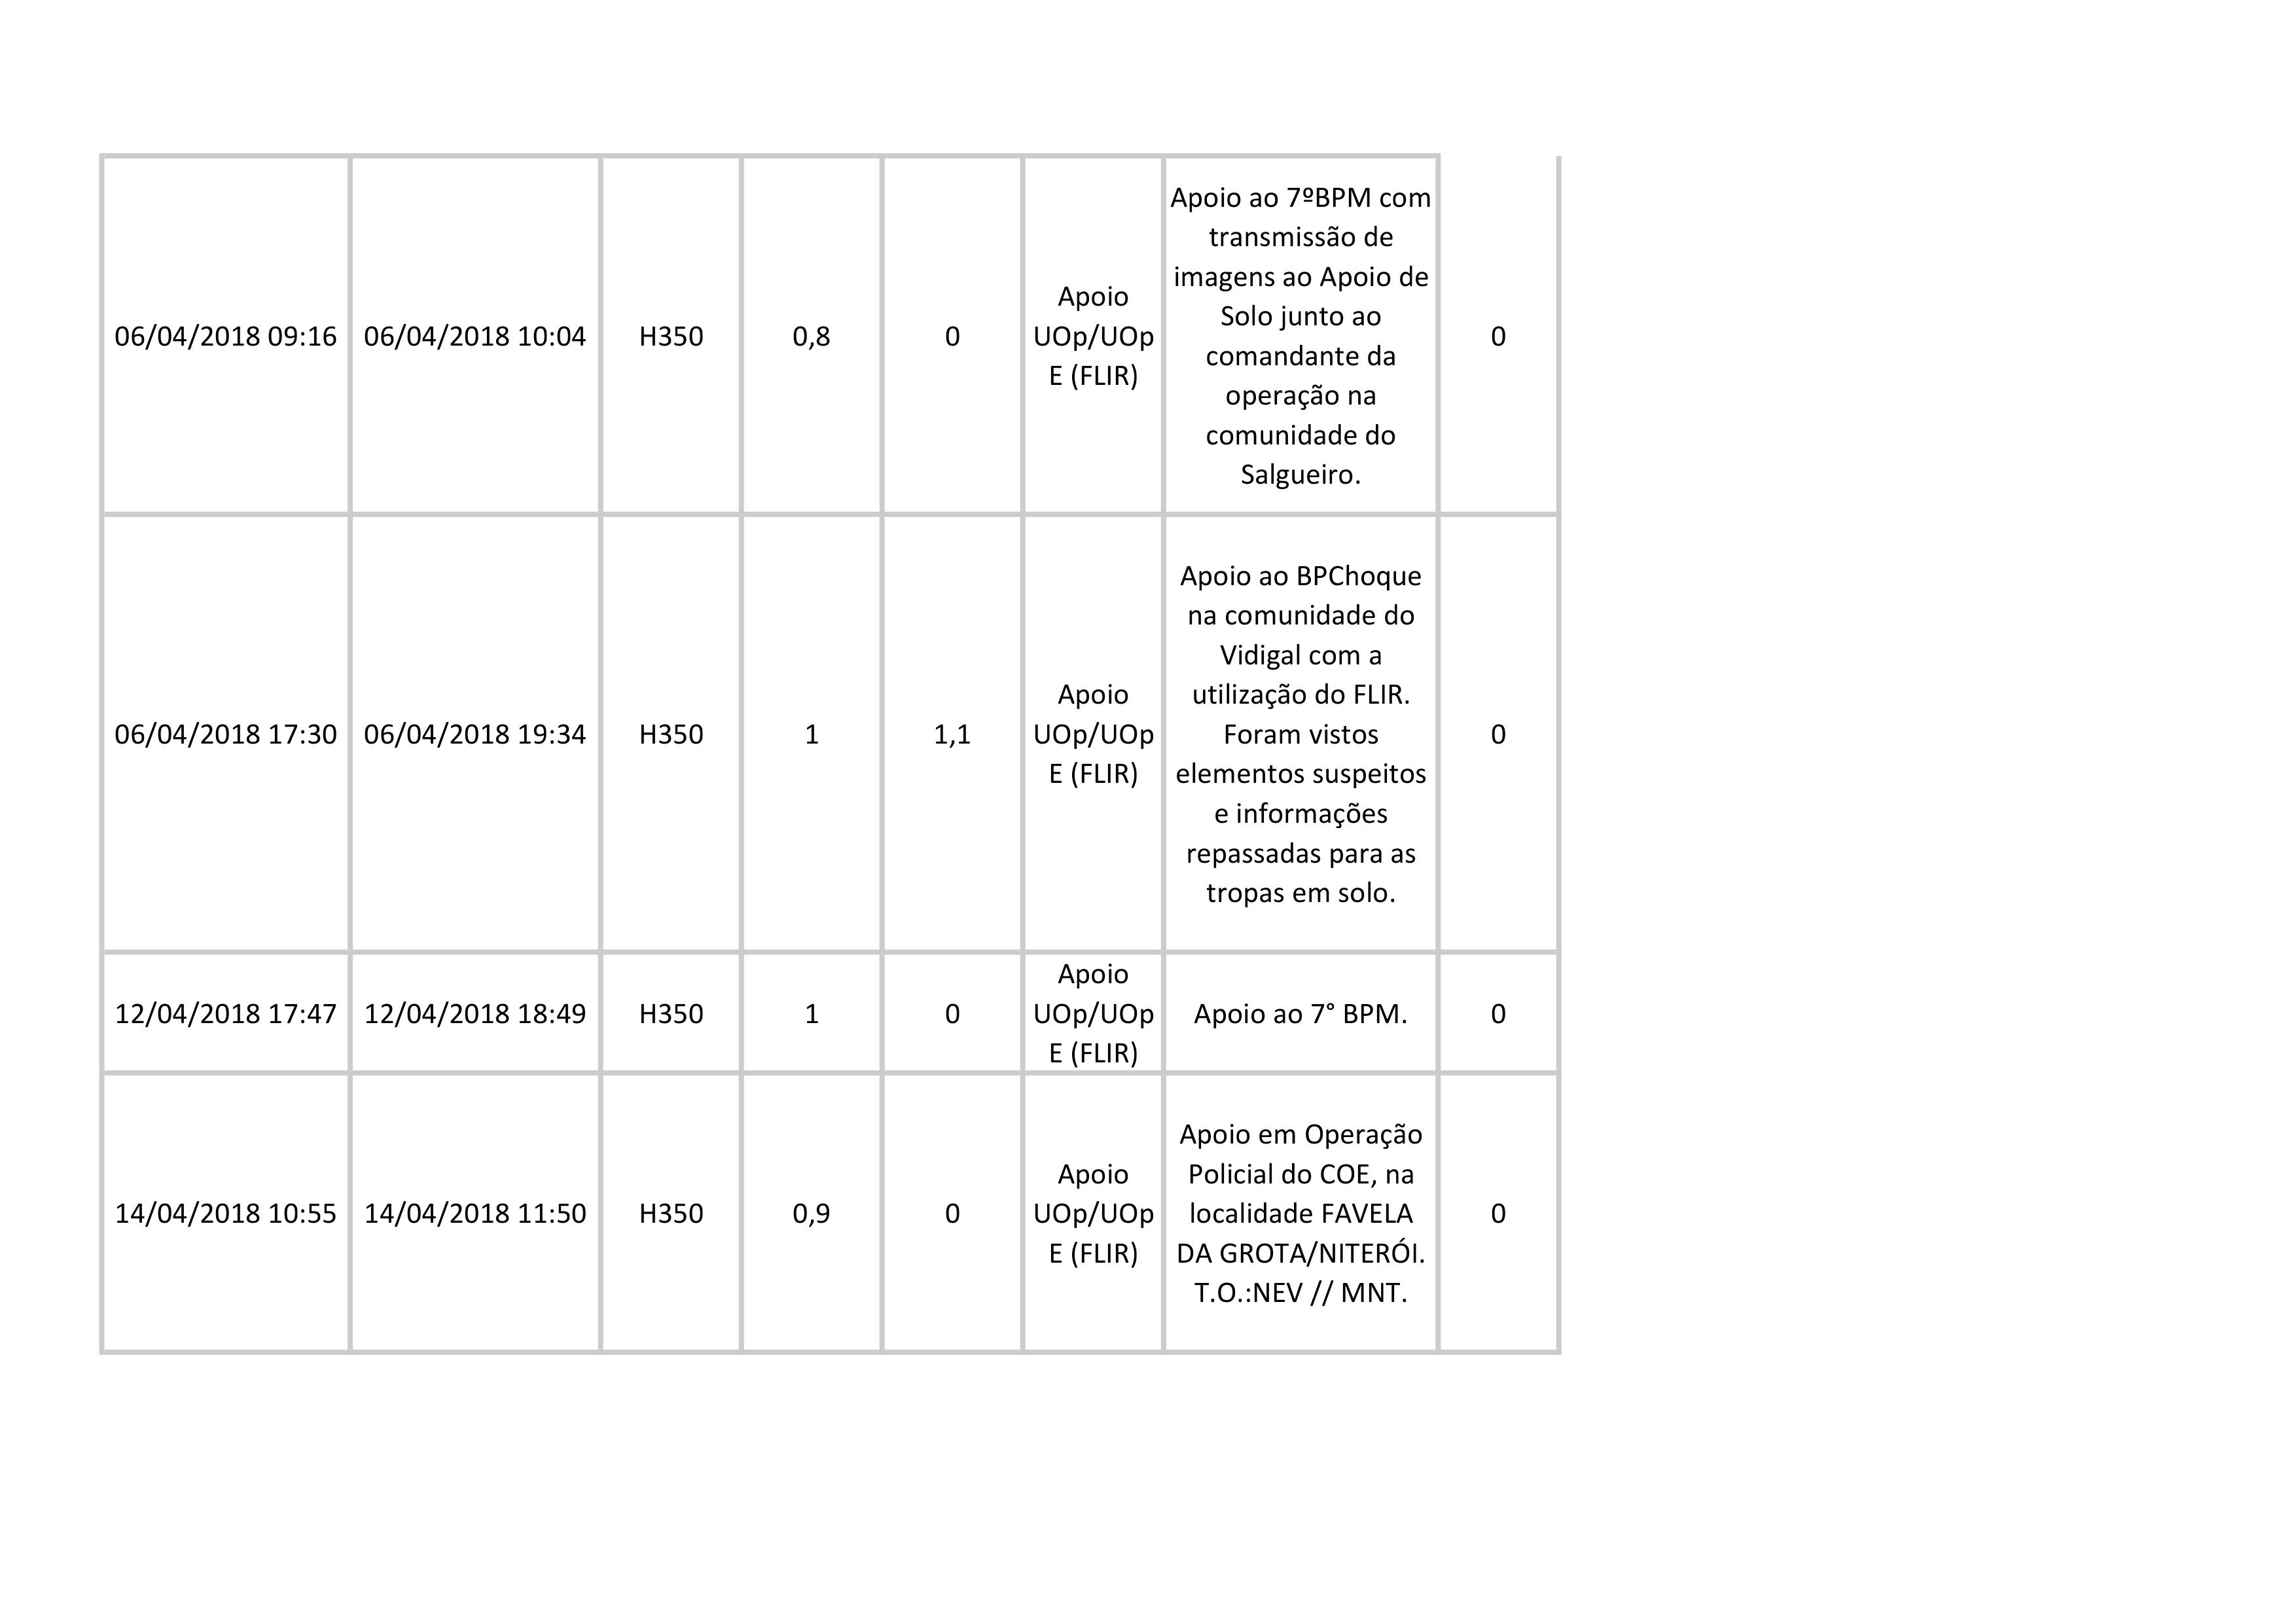 06/04/2018 09:16
06/04/2018 10:04
H350
0,8
0
Apoio
UOp/UOp
E (FLIR)
Apoio ao 7ºBPM com
transmissão de
imagens ao Apoio de
Solo junto ao
comandante da
operação na
comunidade do
Salgueiro.
0
06/04/2018 17:30
06/04/2018 19:34
H350
1
1,1
Apoio
UOp/UOp
E (FLIR)
Apoio ao BPChoque
na comunidade do
Vidigal com a
utilização do FLIR.
Foram vistos
elementos suspeitos
e informações
repassadas para as
tropas em solo.
0
12/04/2018 17:47
12/04/2018 18:49
H350
1
0
Apoio
UOp/UOp
E (FLIR)
Apoio ao 7° BPM.
0
14/04/2018 10:55
14/04/2018 11:50
H350
0,9
0
Apoio
UOp/UOp
E (FLIR)
Apoio em Operação
Policial do COE, na
localidade FAVELA
DA GROTA/NITERÓI.
T.O.:NEV // MNT.
0